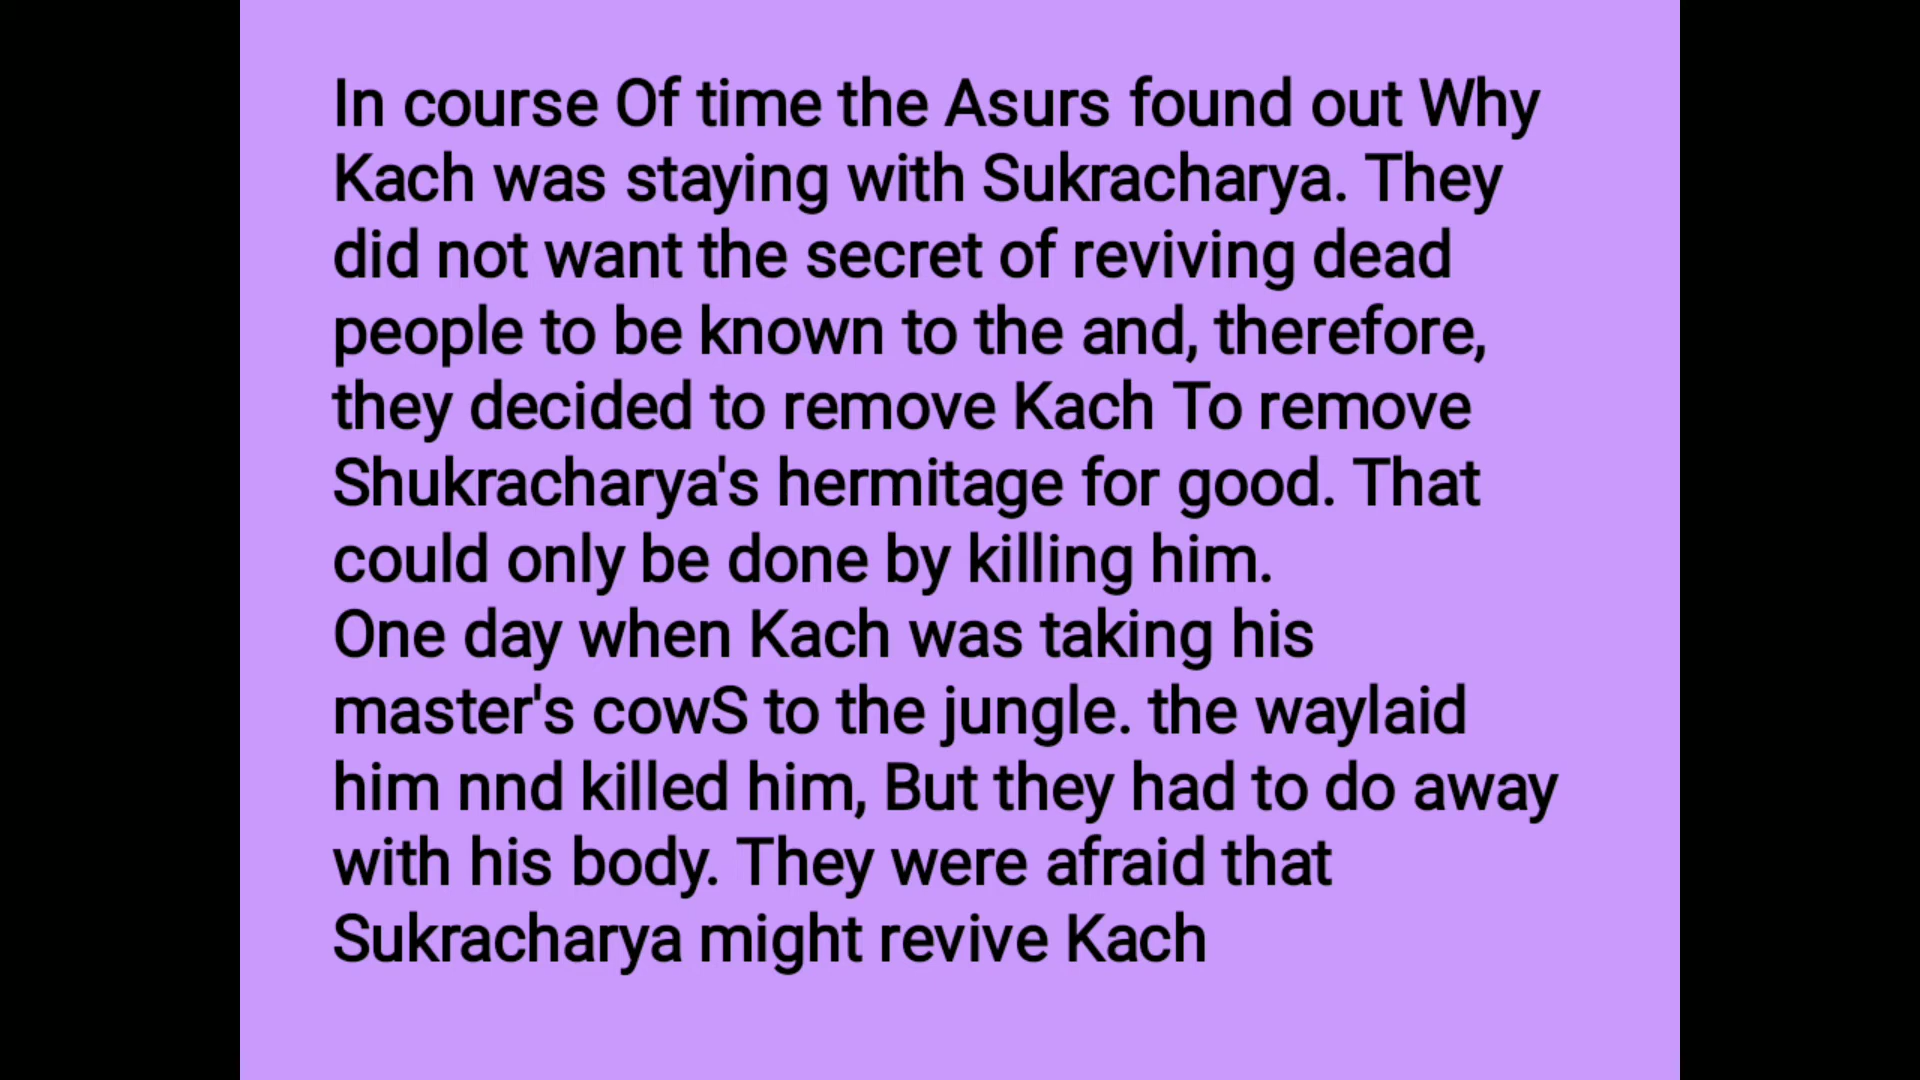 In course Of time the Asurs found out Why
Kach was staying with Sukracharya. They
did not want the secret of reviving dead
people to be known to the and, therefore,
they decided to remove Kach To remove
Shukracharya's hermitage for good. That
could only be done by killing him.
One day when Kach was taking his
master's cowS to the jungle. the waylaid
him nnd killed him, But they had to do away
with his body. They were afraid that
Sukracharya might revive Kach